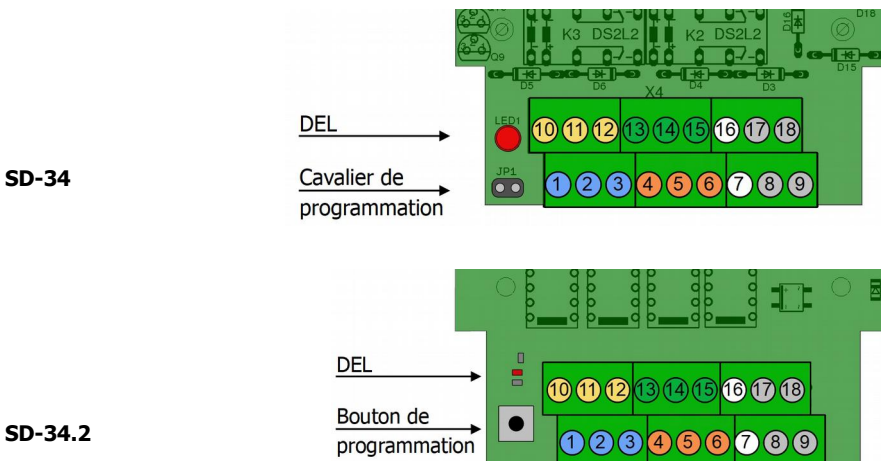 Q9
K3 DS2L2 K2 DS2L2
D16
D18
D15
D5 D6 D4 D3
X4
DEL
LED1
10 11 12 13 14 15 16 17 18
SD-34
Cavalier de
programmation
JP1
1 2 3 4 5 6 7 8 9
DEL
10 11 12 13 14 15 16 17 18
SD-34.2
Bouton de
programmation
1 2 3 4 5 6 7 8 9